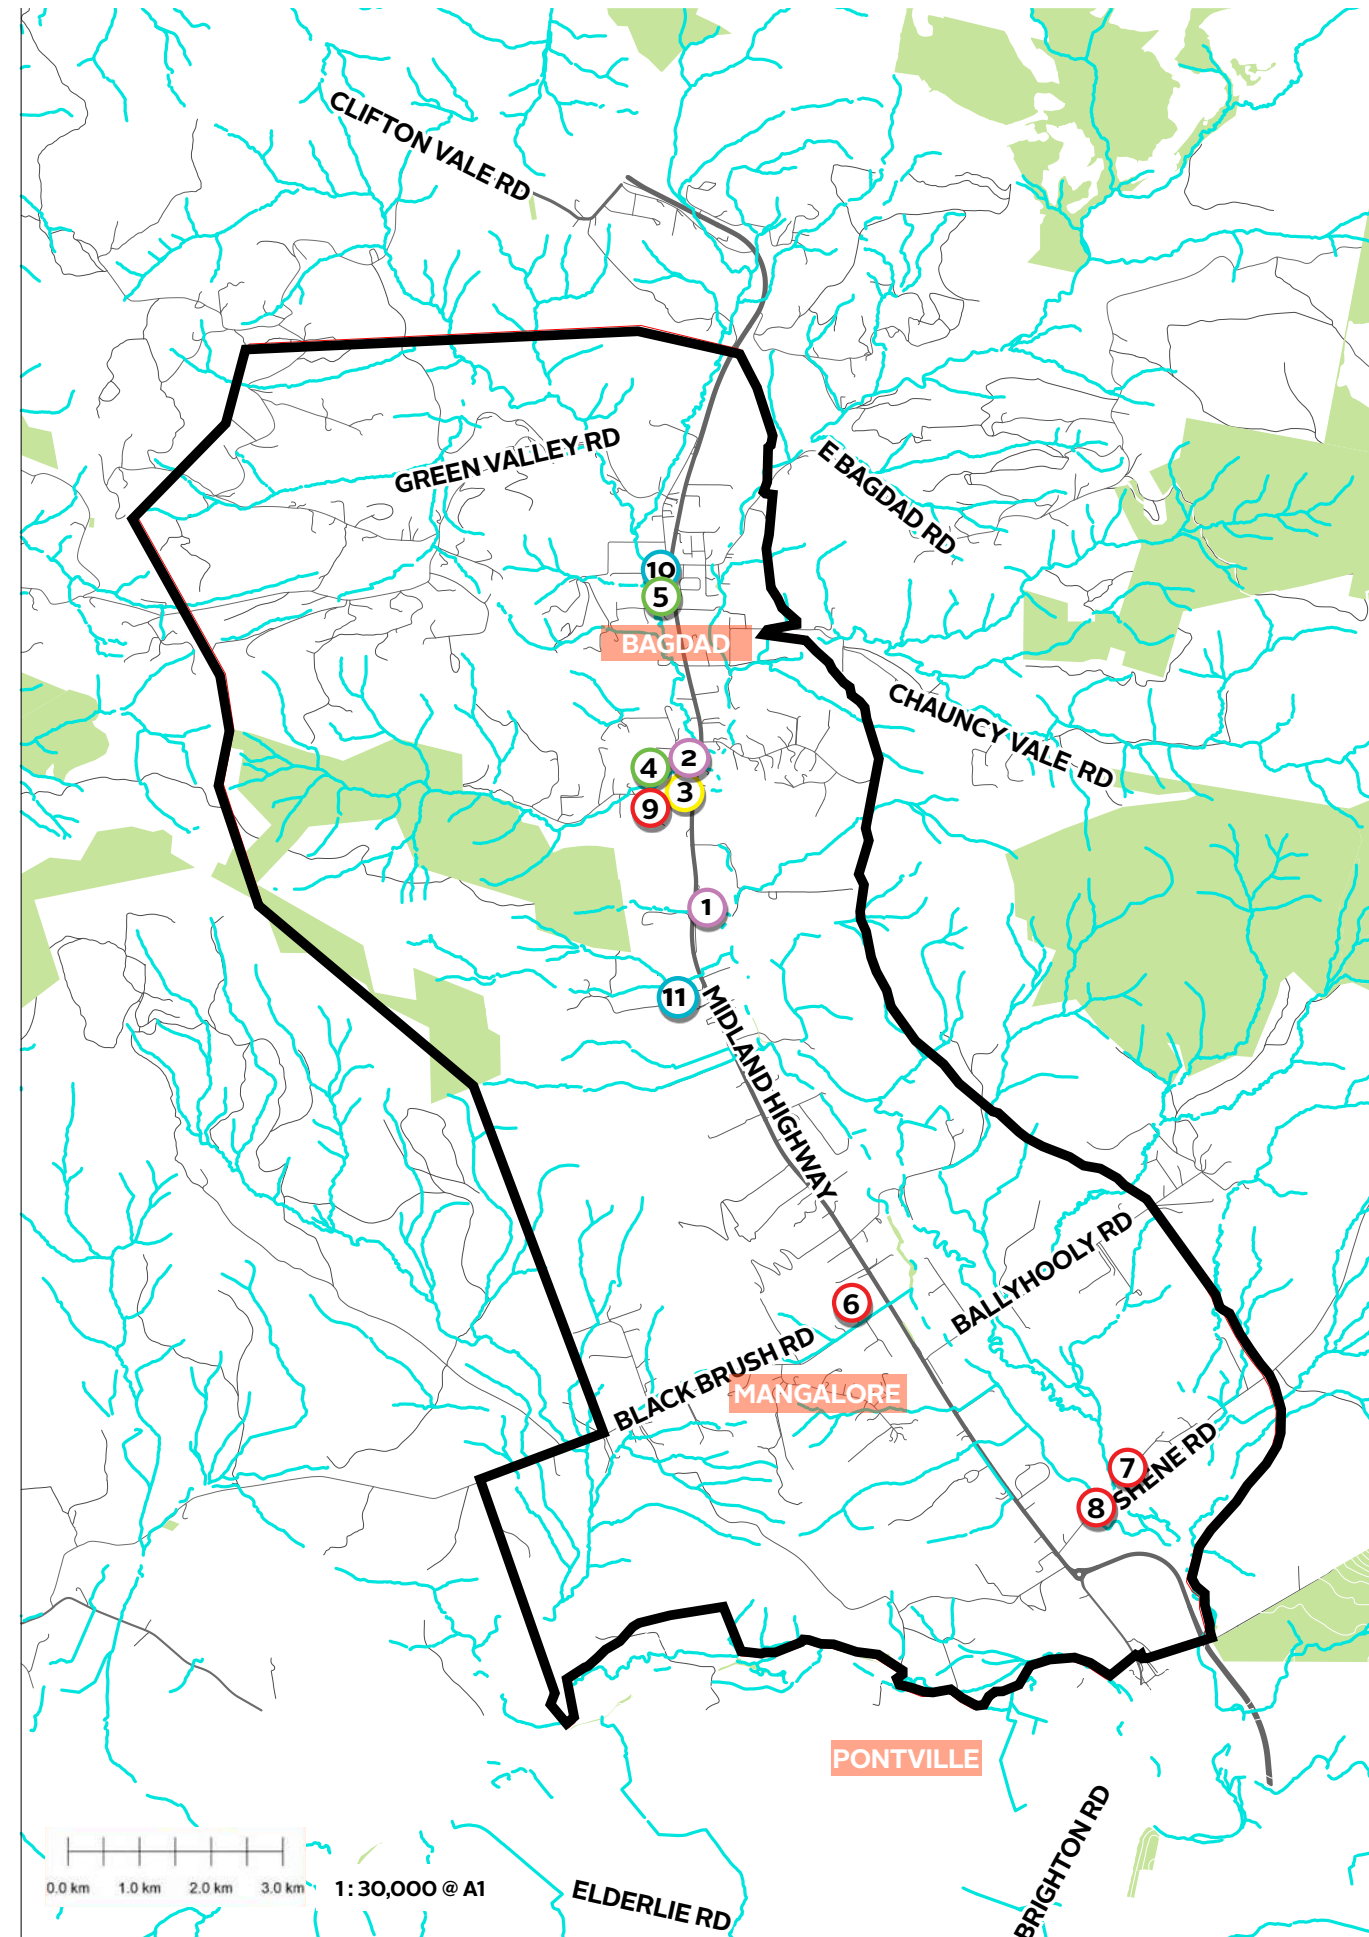 CLIFTON VALE RD
GREEN VALLEY RD
E BAGDAD RD
10
5
BAGDAD
CHAUNCY VALE RD
2
4
3
9
1
11
MIDLAND HIGHWAY
BALLYHOOLY RD
6
BLACK BRUSH RD
MANGALORE
7
SHENE RD
8
PONTVILLE
BRIGHTON RD
0.0 km 1.0 km 2.0 km 3.0 km
1 : 30,000 @ A1
ELDERLIE RD